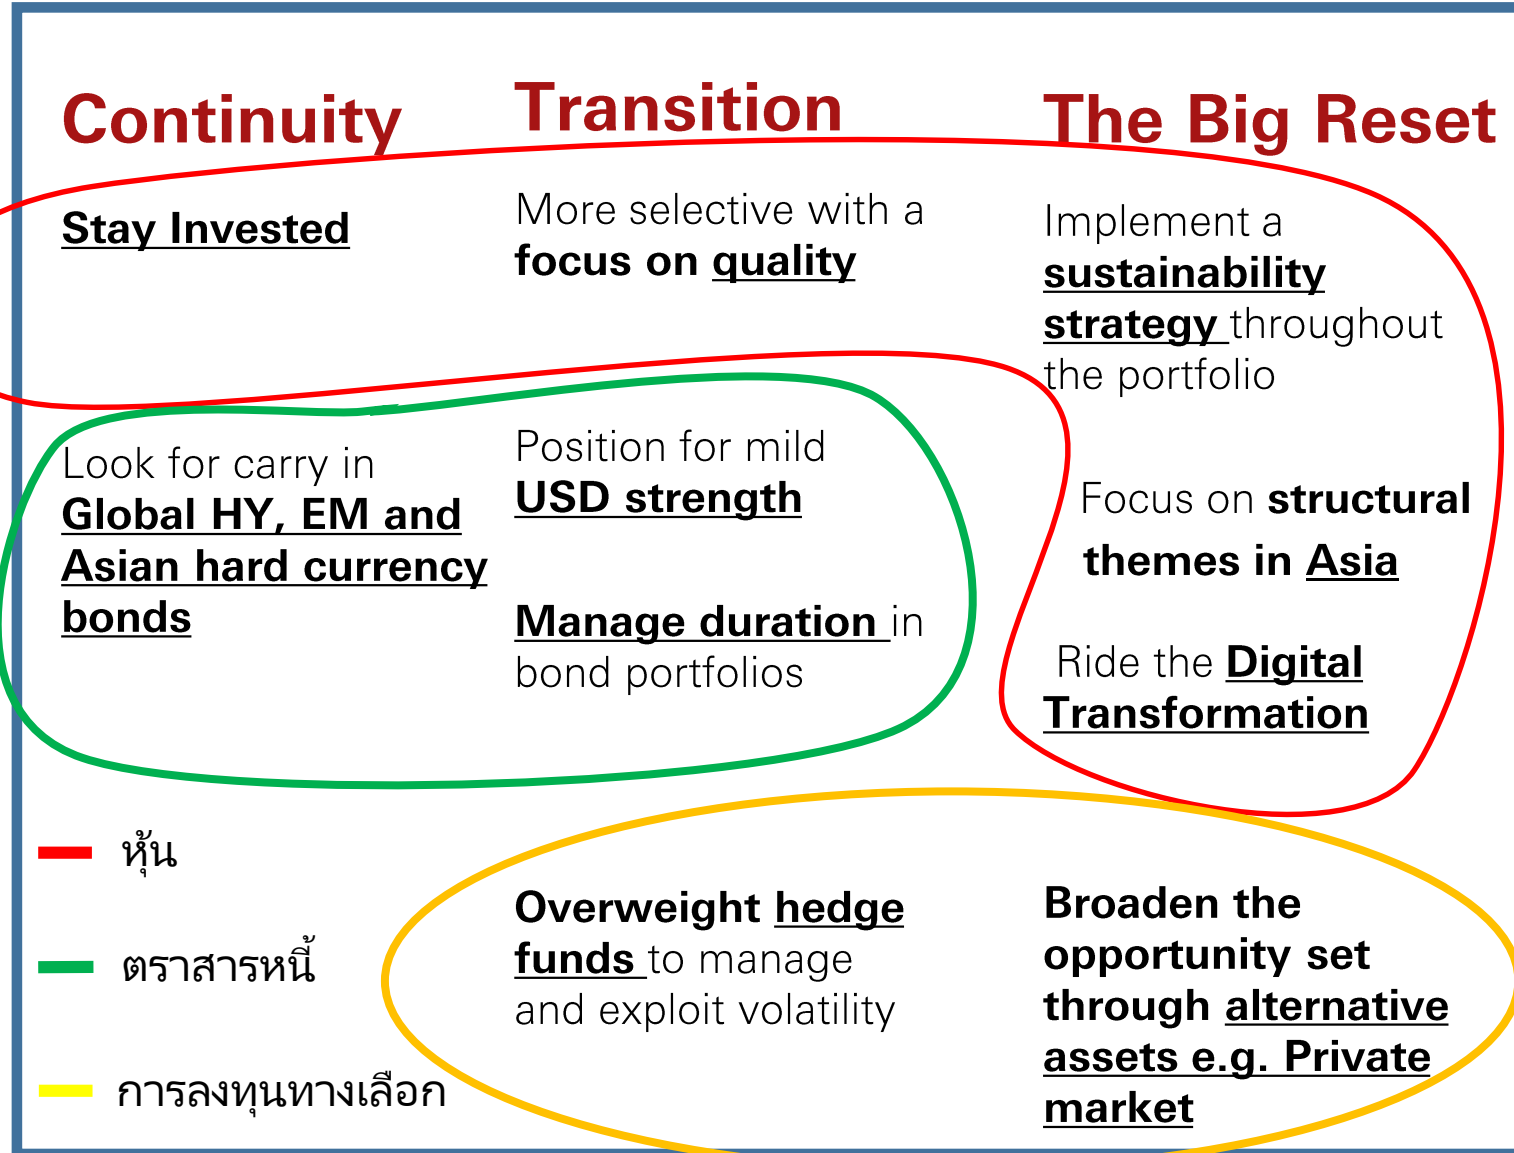 Continuity
Stay Invested
Look for carry in
Global HY, EM and
Asian hard currency
bonds
Transition
More selective with a
focus on quality
Position for mild
USD strength
Manage duration in
bond portfolios
Overweight hedge
funds to manage
and exploit volatility
The Big Reset
Implement a
sustainability
strategy throughout
the portfolio
Focus on structural
themes in Asia
Ride the Digital
Transformation
Broaden the
opportunity set
through alternative
assets e.g. Private
market
หุ้น
ตราสารหนี้
การลงทุนทางเลือก